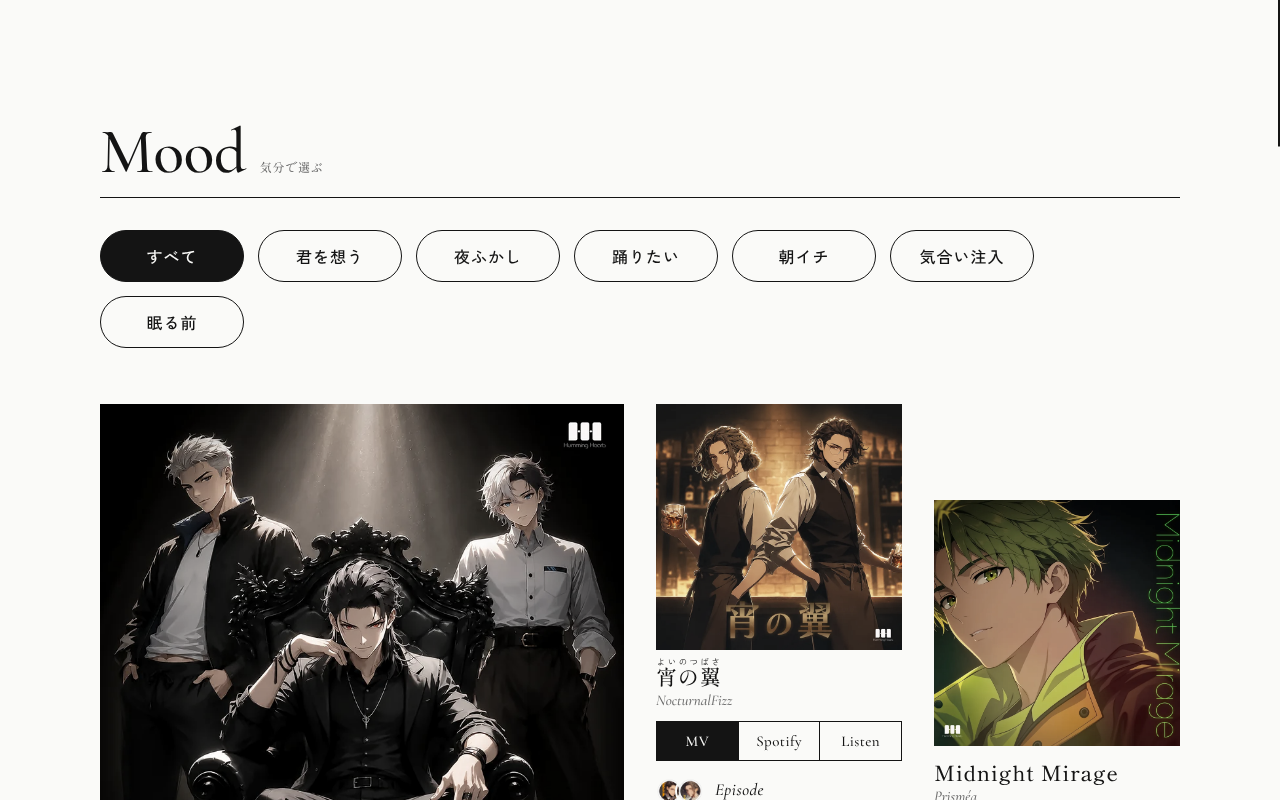 Mood 気分で選ぶ
すべて
君を想う
夜ふかし
踊りたい
朝イチ
気合い注入
眠る前
Humming Hearts
宵の翼
よいのつばさ
宵の翼
NocturnalFizz
MV
Spotify
Listen
Episode
Midnight Mirage
Midnight Mirage
Prisméa